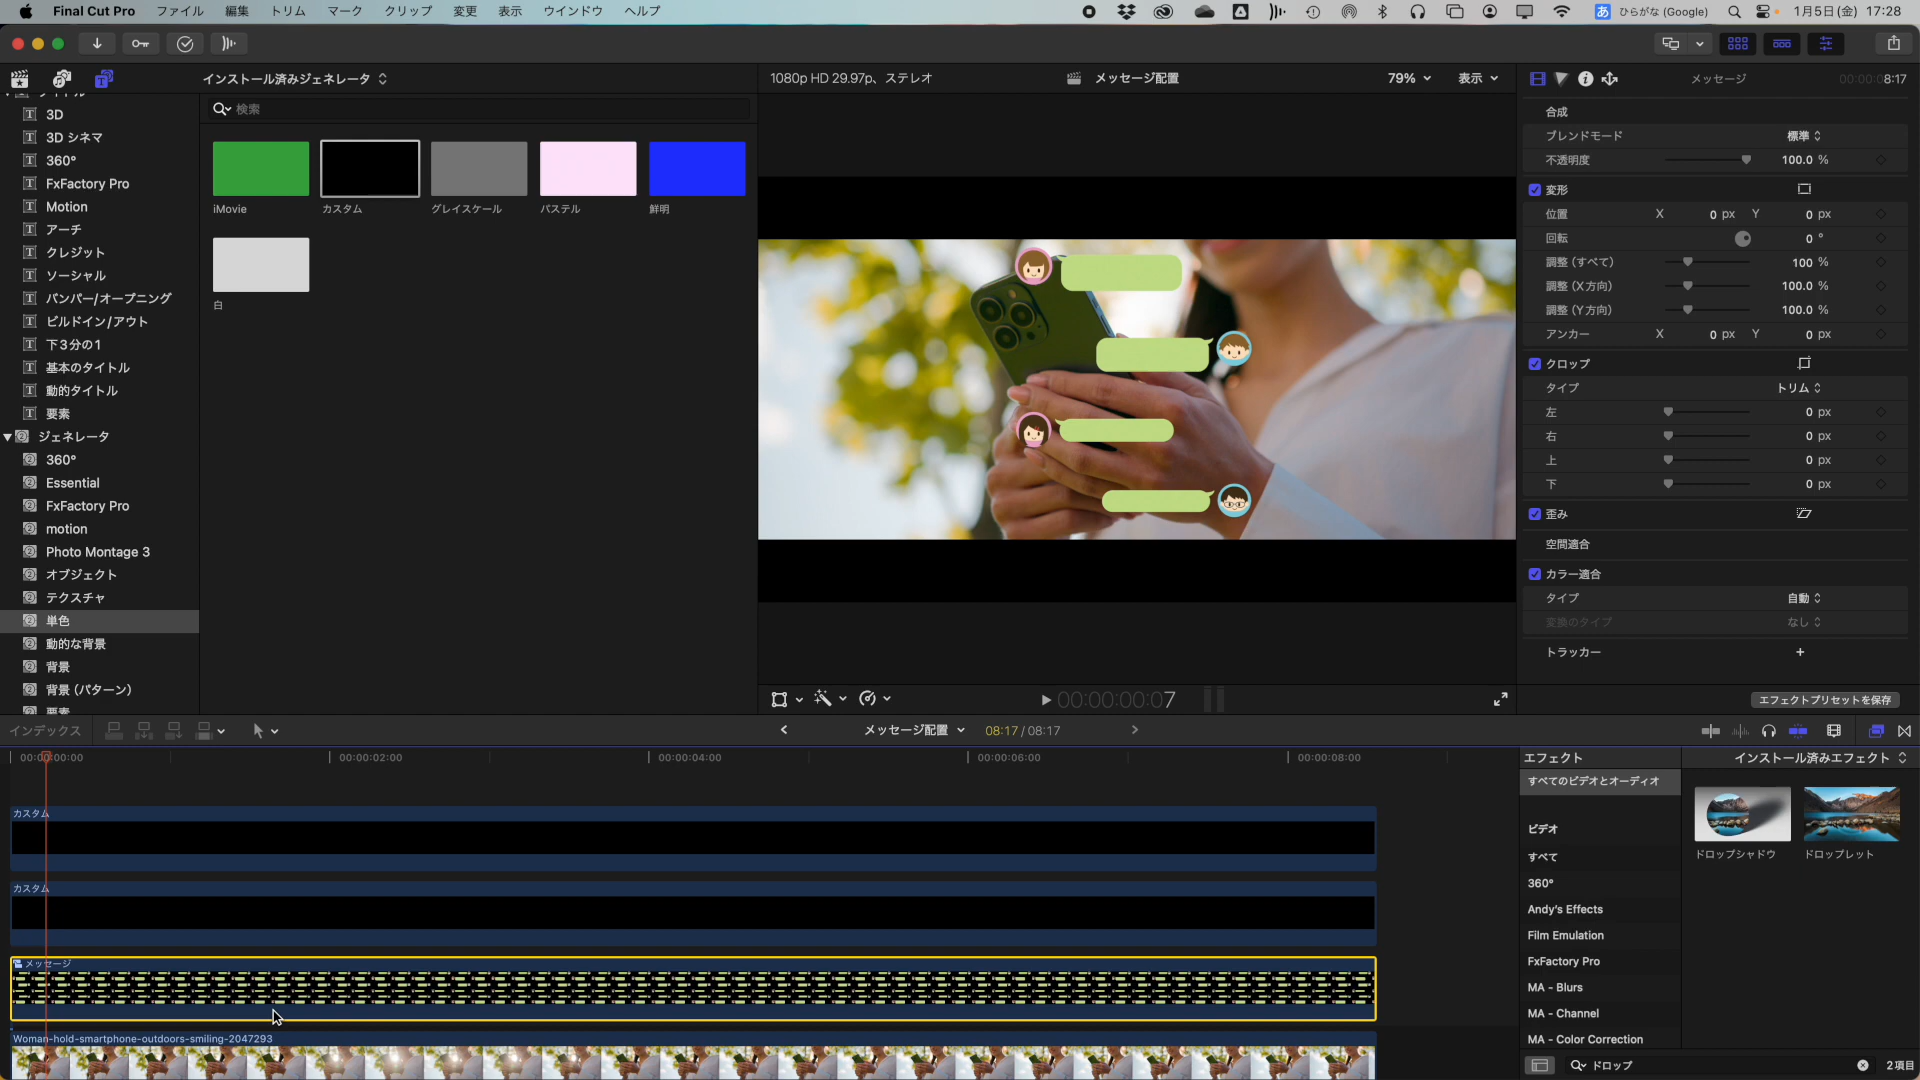 Final Cut Pro ファイル 編集 トリム マーク クリップ 変更 表示 ウインドウ ヘルプ
あ ひらがな (Google) 1月5日(金) 17:28
インストール済みジェネレータ
1080p HD 29.97p、ステレオ
メッセージ配置
79%
表示
メッセージ
00:00:08:17
3D
3D シネマ
360°
FxFactory Pro
Motion
アーチ
クレジット
ソーシャル
バンパー/オープニング
ビルドイン/アウト
下3分の1
基本のタイトル
動的タイトル
要素
ジェネレータ
360°
Essential
FxFactory Pro
motion
Photo Montage 3
オブジェクト
テクスチャ
単色
動的な背景
背景
背景 (パターン)
検索
iMovie
カスタム
グレイスケール
パステル
鮮明
白
合成
ブレンドモード 標準
不透明度 100.0 %
変形
位置 X 0 px Y 0 px
回転 0 °
調整 (すべて) 100 %
調整 (X 方向) 100.0 %
調整 (Y 方向) 100.0 %
アンカー X 0 px Y 0 px
クロップ
タイプ トリム
左 0 px
右 0 px
上 0 px
下 0 px
歪み
空間適合
カラー適合
タイプ 自動
変換のタイプ なし
トラッカー +
エフェクトプリセットを保存
00:00:00:07
インデックス
メッセージ配置
08:17 / 08:17
00:00:02:00
00:00:04:00
00:00:06:00
00:00:08:00
カスタム
カスタム
メッセージ
Woman-hold-smartphone-outdoors-smiling-2047293
エフェクト
インストール済みエフェクト
すべてのビデオとオーディオ
ビデオ
すべて
360°
Andy's Effects
Film Emulation
FxFactory Pro
MA - Blurs
MA - Channel
MA - Color Correction
ドロップシャドウ
ドロップレット
ドロップ
2項目